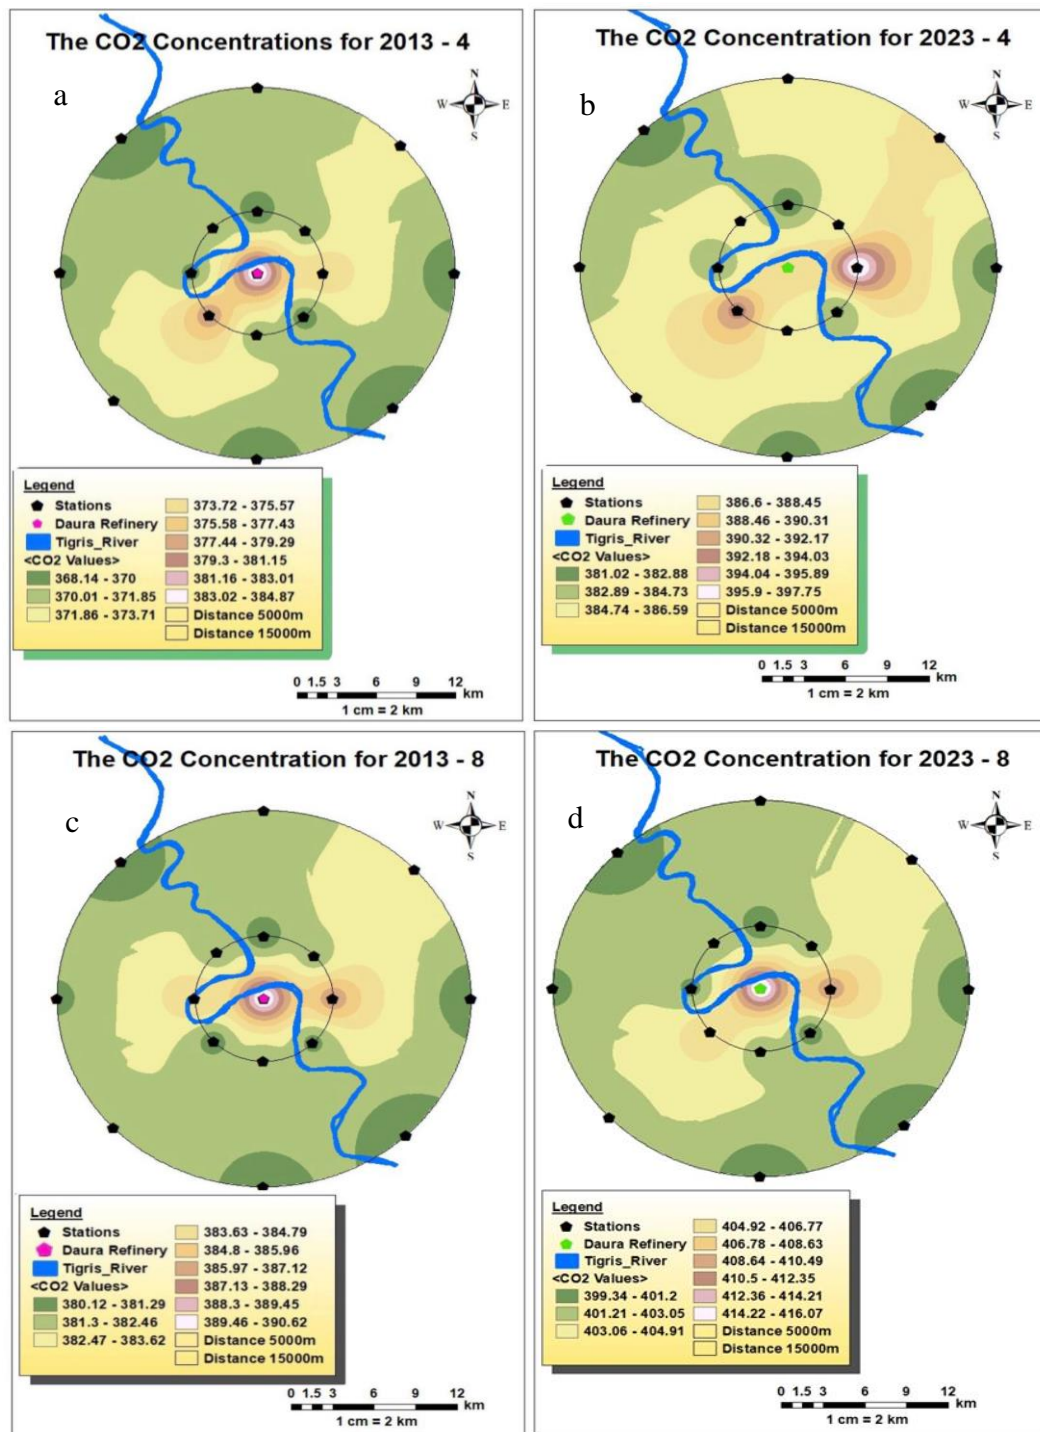 The CO2 Concentrations for 2013 - 4
a
N
W E
S
Legend
Stations
Daura Refinery
Tigris_River
<CO2 Values>
368.14 - 370
370.01 - 371.85
371.86 - 373.71
373.72 - 375.57
375.58 - 377.43
377.44 - 379.29
379.3 - 381.15
381.16 - 383.01
383.02 - 384.87
Distance 5000m
Distance 15000m
0 1.5 3 6 9 12
km
1 cm = 2 km
The CO2 Concentration for 2023 - 4
b
N
W E
S
Legend
Stations
Daura Refinery
Tigris_River
<CO2 Values>
381.02 - 382.88
382.89 - 384.73
384.74 - 386.59
386.6 - 388.45
388.46 - 390.31
390.32 - 392.17
392.18 - 394.03
394.04 - 395.89
395.9 - 397.75
Distance 5000m
Distance 15000m
0 1.5 3 6 9 12
km
1 cm = 2 km
The CO2 Concentration for 2013 - 8
c
N
W E
S
Legend
Stations
Daura Refinery
Tigris_River
<CO2 Values>
380.12 - 381.29
381.3 - 382.46
382.47 - 383.62
383.63 - 384.79
384.8 - 385.96
385.97 - 387.12
387.13 - 388.29
388.3 - 389.45
389.46 - 390.62
Distance 5000m
Distance 15000m
0 1.5 3 6 9 12
km
1 cm = 2 km
The CO2 Concentration for 2023 - 8
d
N
W E
S
Legend
Stations
Daura Refinery
Tigris_River
<CO2 Values>
399.34 - 401.2
401.21 - 403.05
403.06 - 404.91
404.92 - 406.77
406.78 - 408.63
408.64 - 410.49
410.5 - 412.35
412.36 - 414.21
414.22 - 416.07
Distance 5000m
Distance 15000m
0 1.5 3 6 9 12
km
1 cm = 2 km